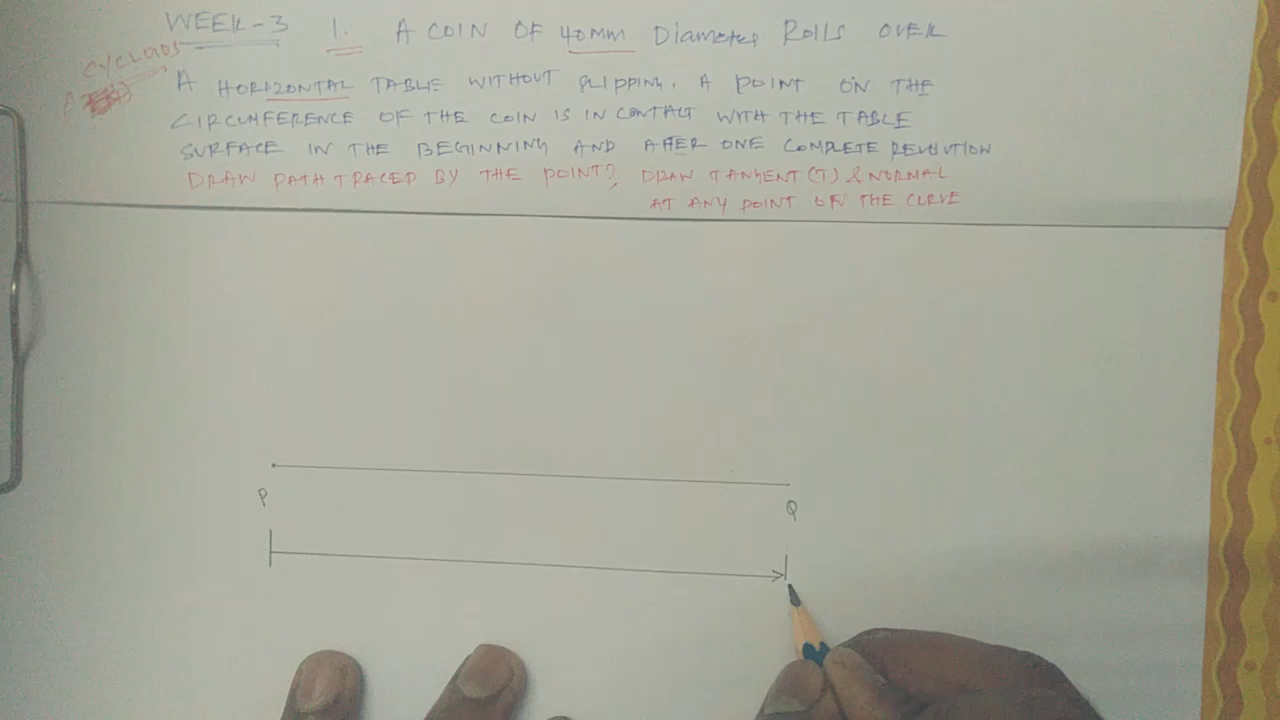 WEEK-3 1. A COIN OF 40MM Diameter ROLLS OVER
CYCLOIDS
A HORIZONTAL TABLE WITHOUT SLIPPING. A POINT ON THE
CIRCUMFERENCE OF THE COIN IS IN CONTACT WITH THE TABLE
SURFACE IN THE BEGINNING AND AFTER ONE COMPLETE REVOLUTION
DRAW PATH TRACED BY THE POINT? DRAW TANGENT(T) & NORMAL
AT ANY POINT ON THE CURVE
P
Q